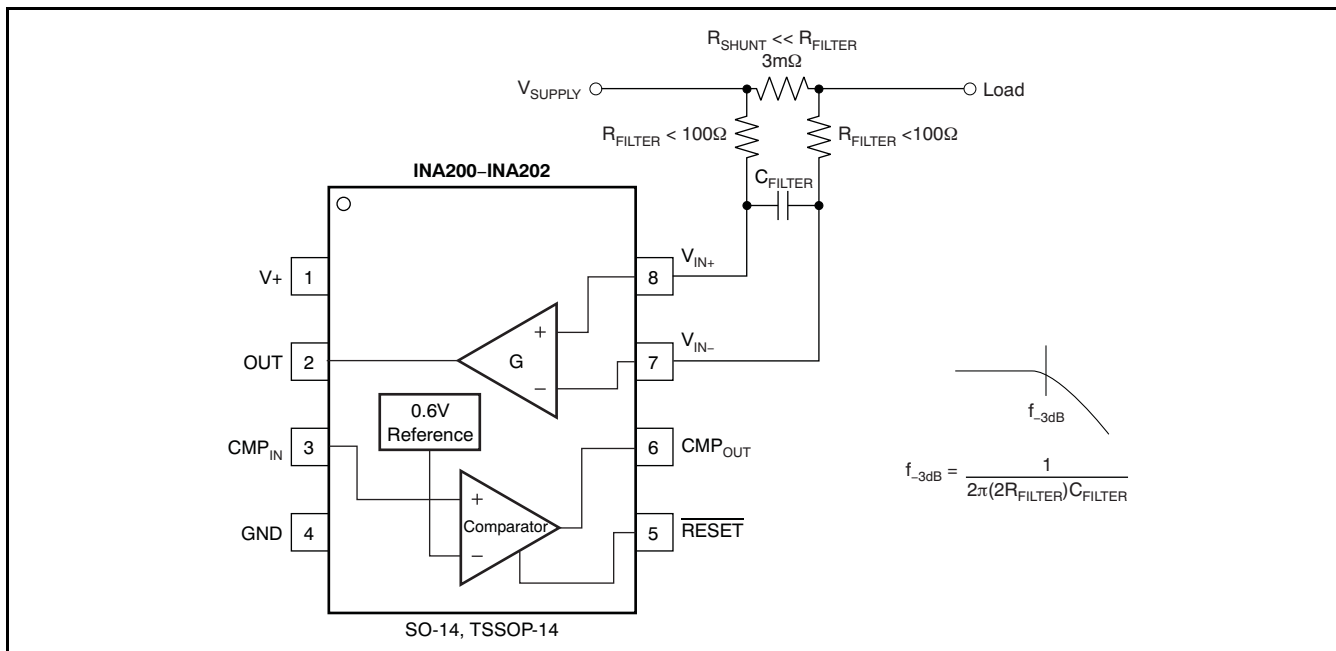 R_SHUNT << R_FILTER
3mΩ
V_SUPPLY
Load
R_FILTER < 100Ω
R_FILTER <100Ω
C_FILTER
INA200–INA202
V+
1
OUT
2
CMP_IN
3
GND
4
8
V_IN+
7
V_IN–
6
CMP_OUT
5
RESET
+
G
–
0.6V
Reference
+
Comparator
–
SO-14, TSSOP-14
f_–3dB
f_–3dB = 1 / 2π(2R_FILTER)C_FILTER